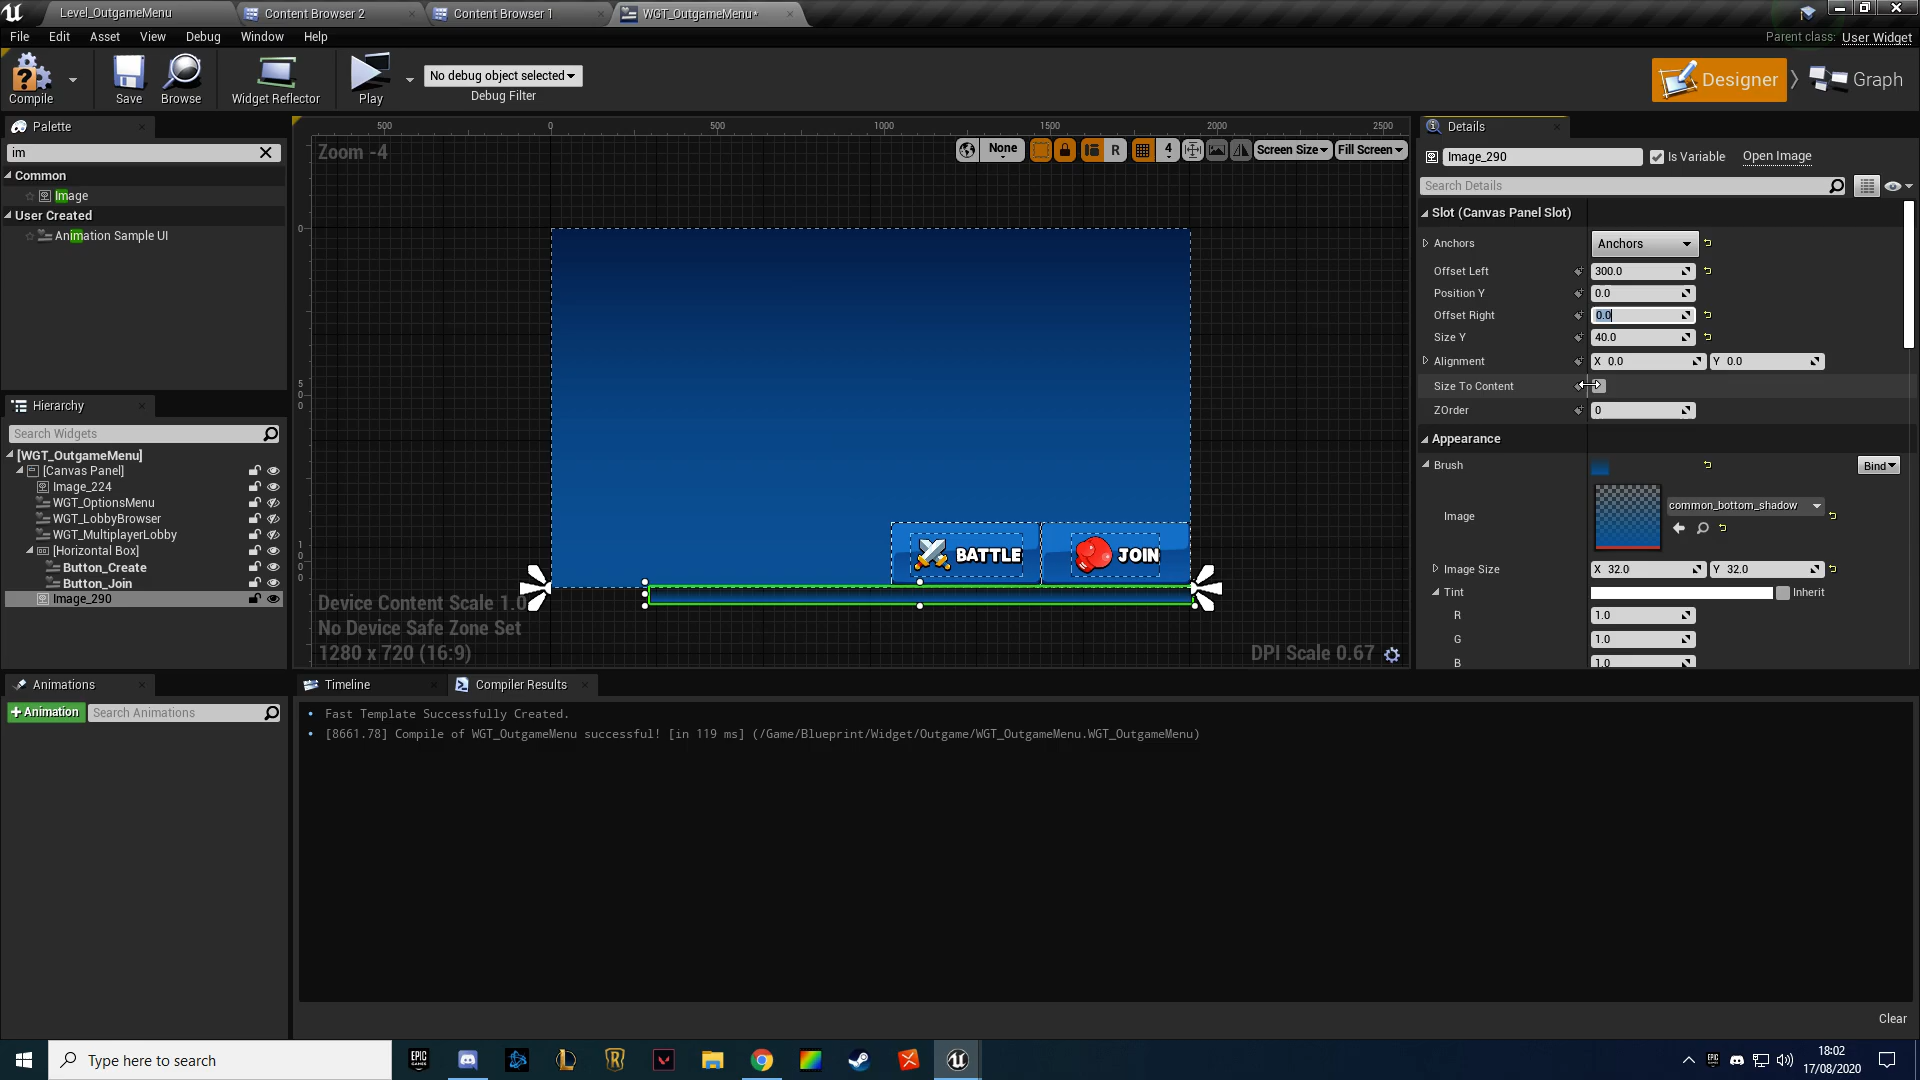 Level_OutgameMenu
Content Browser 2
Content Browser 1
WGT_OutgameMenu*
File Edit Asset View Window Debug Window Help
Parent class: User Widget
Compile
Save
Browse
Widget Reflector
Play
No debug object selected
Debug Filter
Designer
Graph
Palette
im
Common
Image
User Created
Animation Sample UI
Hierarchy
Search Widgets
[WGT_OutgameMenu]
[Canvas Panel]
Image_224
WGT_OptionsMenu
WGT_LobbyBrowser
WGT_MultiplayerLobby
[Horizontal Box]
Button_Create
Button_Join
Image_290
Animations
+Animation
Search Animations
500 0 500 1000 1500 2000 2500
Zoom -4
None
R
4
Screen Size
Fill Screen
0
500
1000
BATTLE
JOIN
Device Content Scale 1.0
No Device Safe Zone Set
1280 x 720 (16:9)
DPI Scale 0.67
Details
Image_290
Is Variable
Open Image
Search Details
Slot (Canvas Panel Slot)
Anchors Anchors
Offset Left 300.0
Position Y 0.0
Offset Right 0.0
Size Y 40.0
Alignment X 0.0 Y 0.0
Size To Content
ZOrder 0
Appearance
Brush Bind
Image common_bottom_shadow
Image Size X 32.0 Y 32.0
Tint Inherit
R 1.0
G 1.0
B 1.0
Timeline
Compiler Results
• Fast Template Successfully Created.
• [8661.78] Compile of WGT_OutgameMenu successful! [in 119 ms] (/Game/Blueprint/Widget/Outgame/WGT_OutgameMenu.WGT_OutgameMenu)
Clear
Type here to search
EPIC GAMES
18:02
17/08/2020